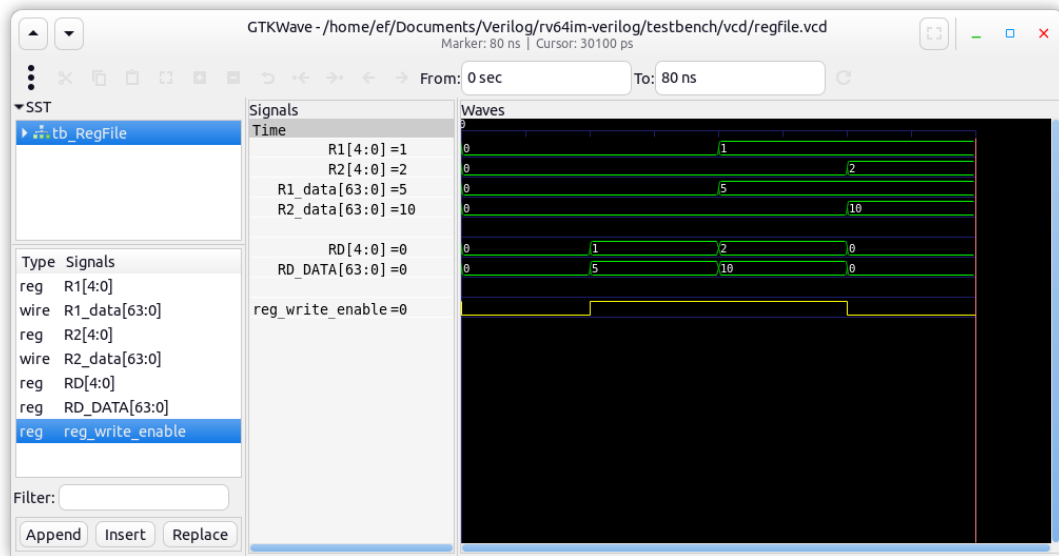 GTKWave - /home/ef/Documents/Verilog/rv64im-verilog/testbench/vcd/regfile.vcd
Marker: 80 ns | Cursor: 30100 ps
From: 0 sec To: 80 ns
SST
tb_RegFile
Type Signals
reg R1[4:0]
wire R1_data[63:0]
reg R2[4:0]
wire R2_data[63:0]
reg RD[4:0]
reg RD_DATA[63:0]
reg reg_write_enable
Filter:
Append Insert Replace
Signals
Time
R1[4:0] =1
R2[4:0] =2
R1_data[63:0] =5
R2_data[63:0] =10
RD[4:0] =0
RD_DATA[63:0] =0
reg_write_enable =0
Waves
0
0 1
0 2
0 5
0 10
0 1 2 0
0 5 10 0